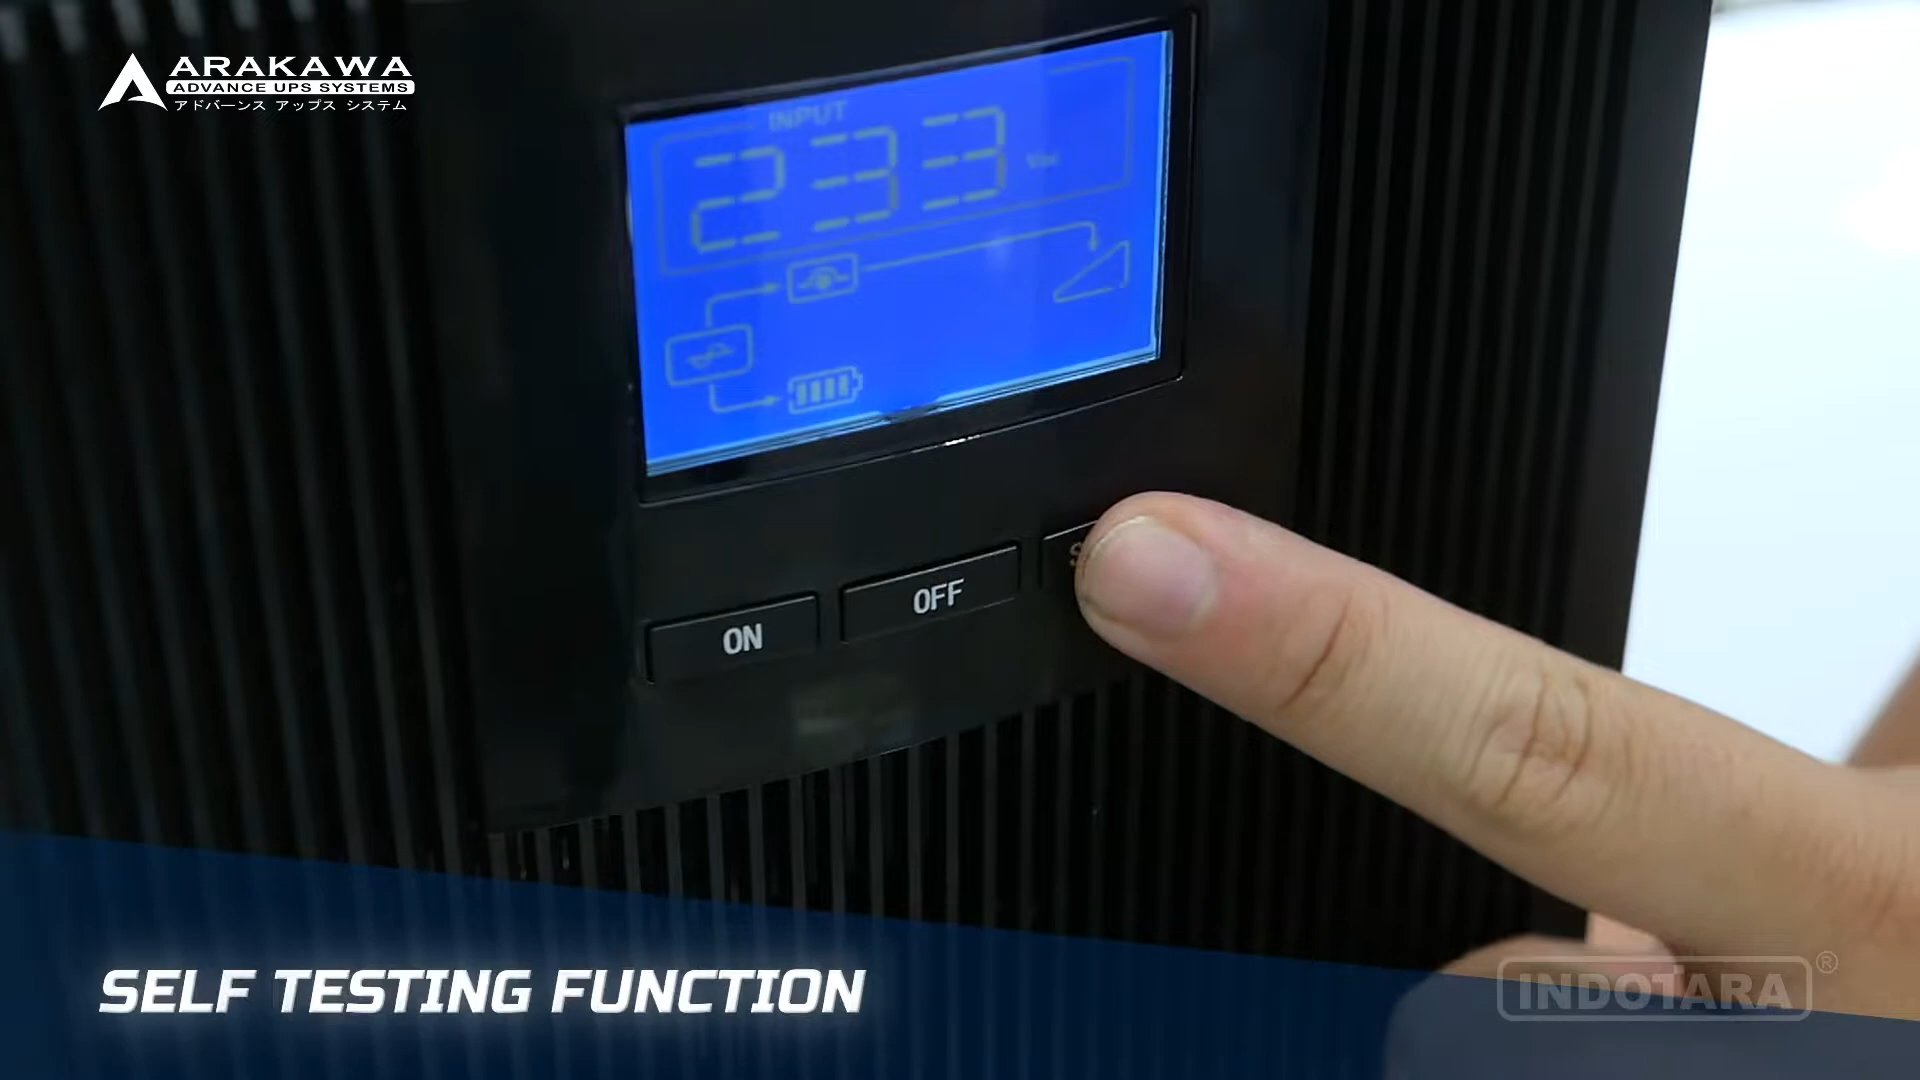 ARAKAWA
ADVANCE UPS SYSTEMS
アドバーンス アップス システム
INPUT
233
ON
OFF
SELF TESTING FUNCTION
INDOTARA®